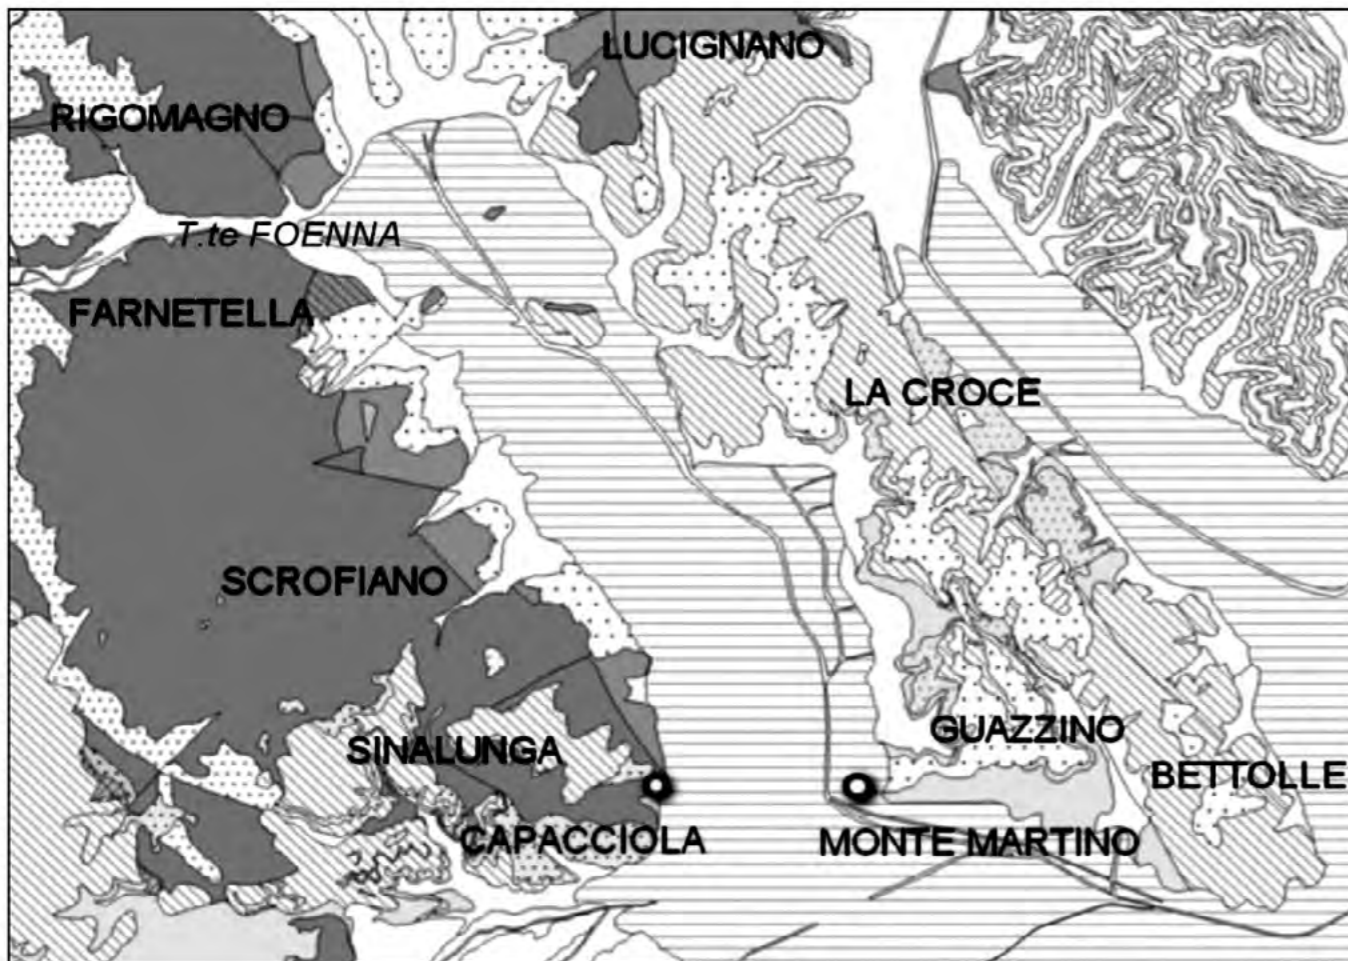 LUCIGNANO
RIGOMAGNO
T.te FOENNA
FARNETELLA
LA CROCE
SCROFIANO
GUAZZINO
SINALUNGA
BETTOLLE
CAPACCIOLA
MONTE MARTINO